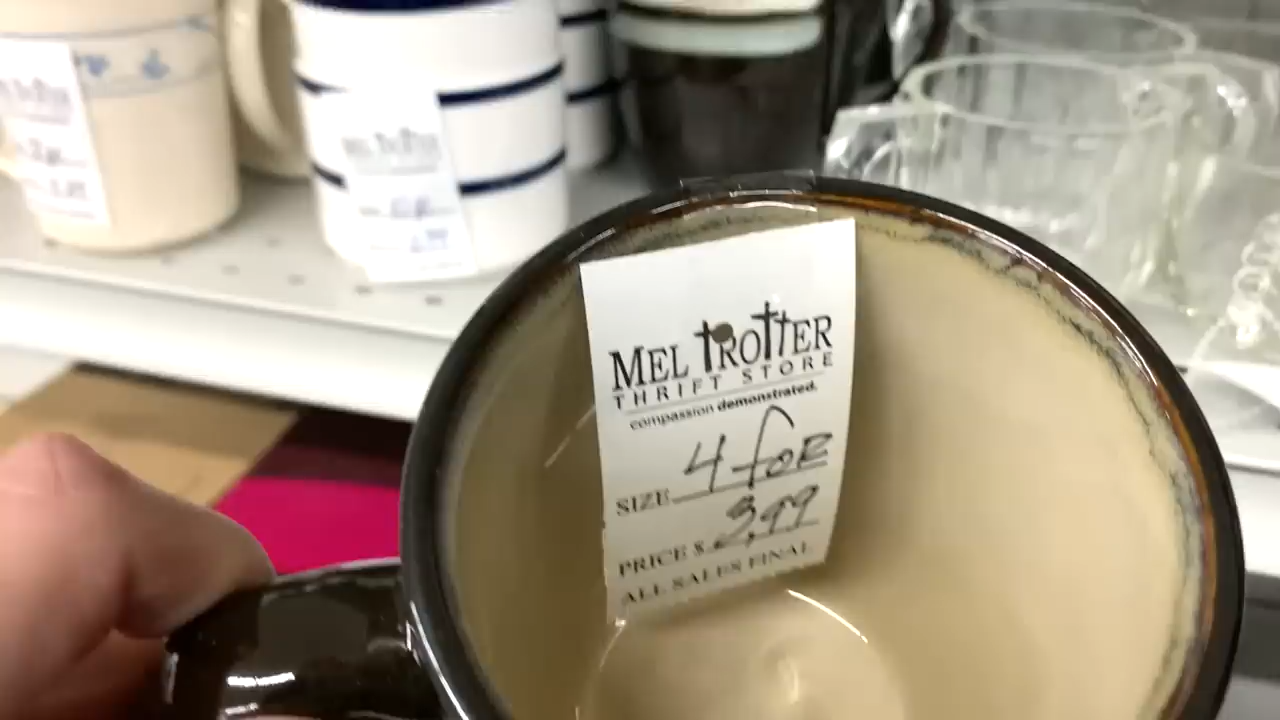 MEL TROTTER
THRIFT STORE
compassion demonstrated.
SIZE 4 for
PRICE $ 3.99
ALL SALES FINAL